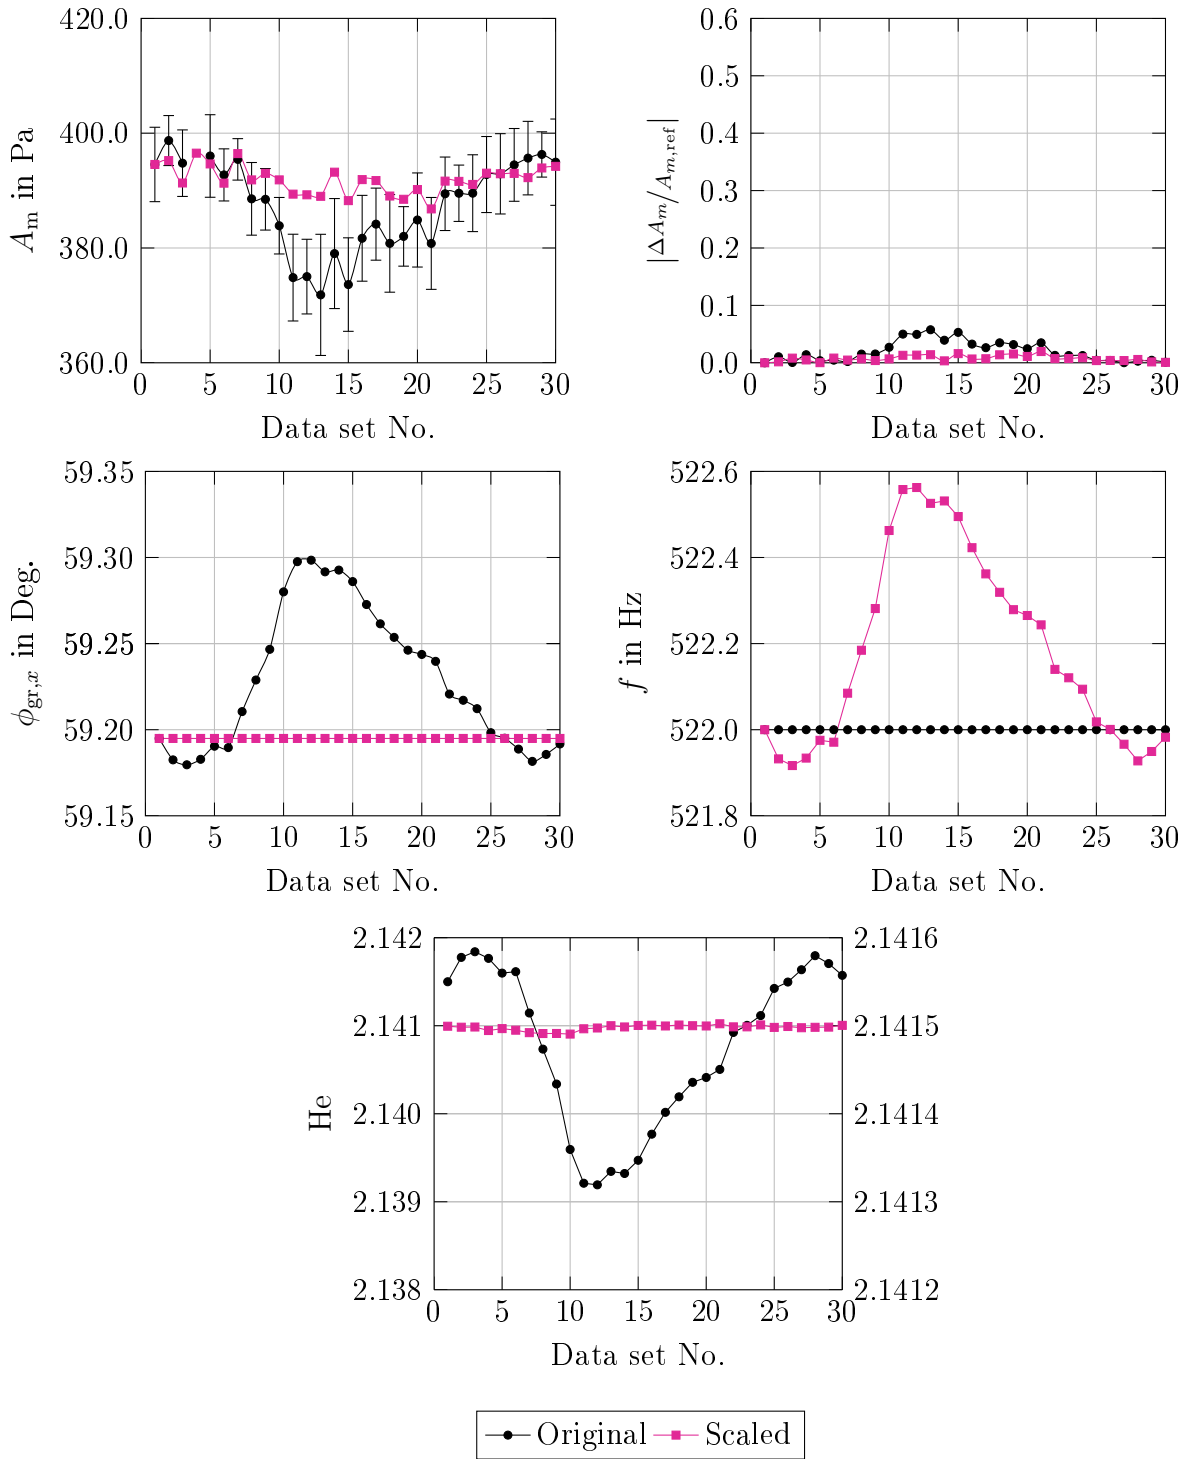 420.0
400.0
380.0
360.0
A_m in Pa
0 5 10 15 20 25 30
Data set No.
0.6
0.5
0.4
0.3
0.2
0.1
0.0
|ΔA_m/A_m,ref|
0 5 10 15 20 25 30
Data set No.
59.35
59.30
59.25
59.20
59.15
ϕ_gr,x in Deg.
0 5 10 15 20 25 30
Data set No.
522.6
522.4
522.2
522.0
521.8
f in Hz
0 5 10 15 20 25 30
Data set No.
2.142
2.141
2.140
2.139
2.138
He
2.1416
2.1415
2.1414
2.1413
2.1412
0 5 10 15 20 25 30
Data set No.
Original Scaled